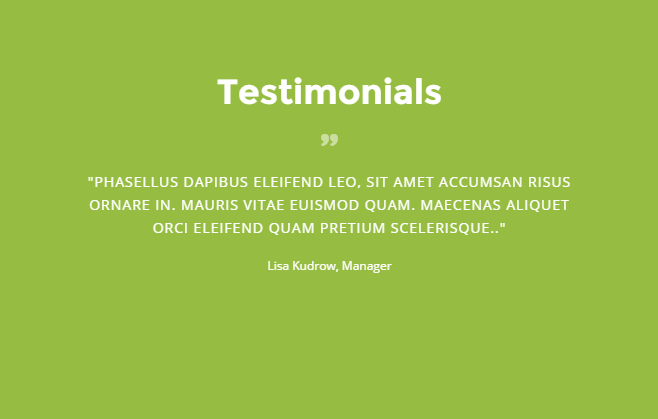 Testimonials
”
"PHASELLUS DAPIBUS ELEIFEND LEO, SIT AMET ACCUMSAN RISUS
ORNARE IN. MAURIS VITAE EUISMOD QUAM. MAECENAS ALIQUET
ORCI ELEIFEND QUAM PRETIUM SCELERISQUE.."
Lisa Kudrow, Manager